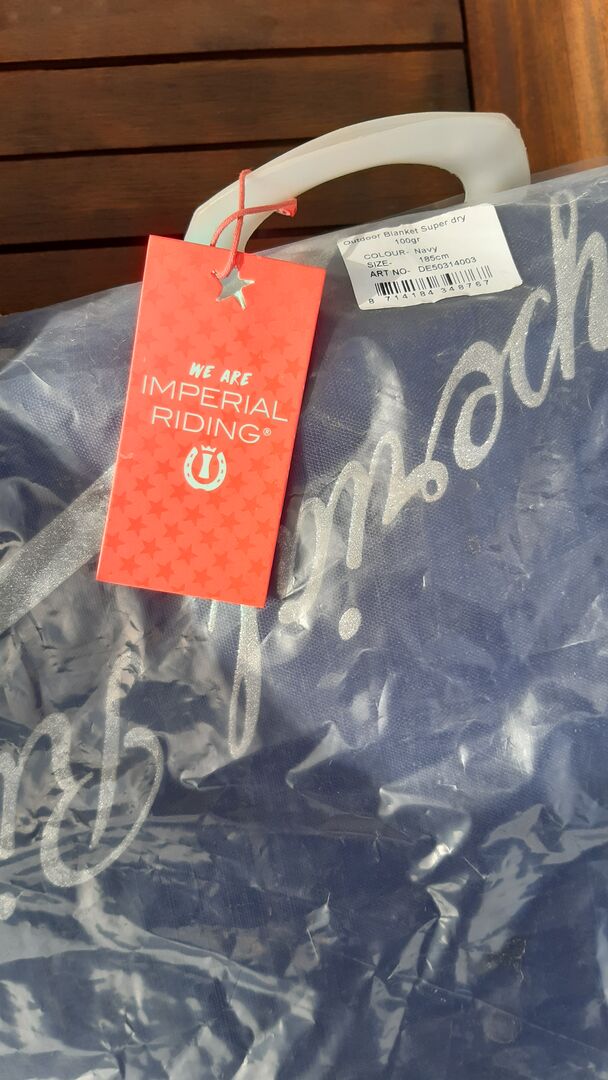 Outdoor Blanket Super dry
100gr
COLOUR- Navy
SIZE- 185cm
ART NO- DE50314003
8 714184 348767
WE ARE
IMPERIAL
RIDING®